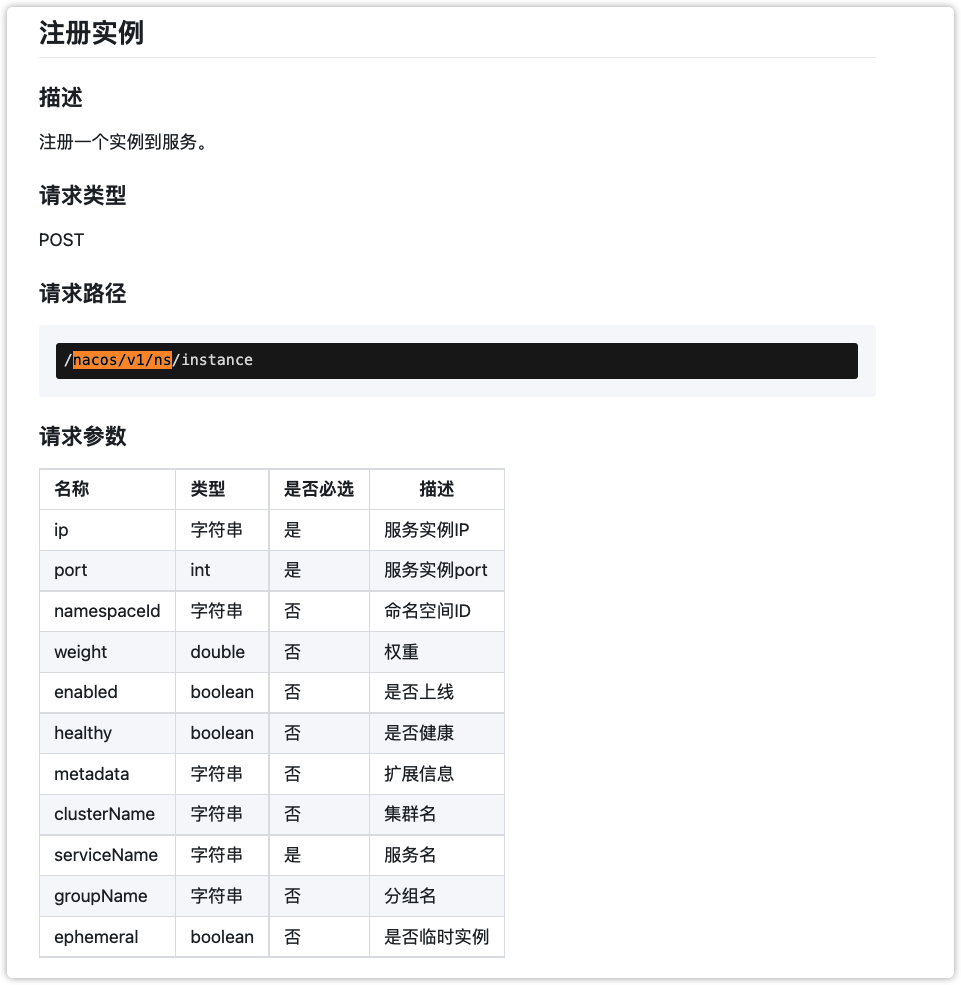 注册实例
描述
注册一个实例到服务。
请求类型
POST
请求路径
/nacos/v1/ns/instance
请求参数
名称 类型 是否必选 描述
ip 字符串 是 服务实例IP
port int 是 服务实例port
namespaceId 字符串 否 命名空间ID
weight double 否 权重
enabled boolean 否 是否上线
healthy boolean 否 是否健康
metadata 字符串 否 扩展信息
clusterName 字符串 否 集群名
serviceName 字符串 是 服务名
groupName 字符串 否 分组名
ephemeral boolean 否 是否临时实例